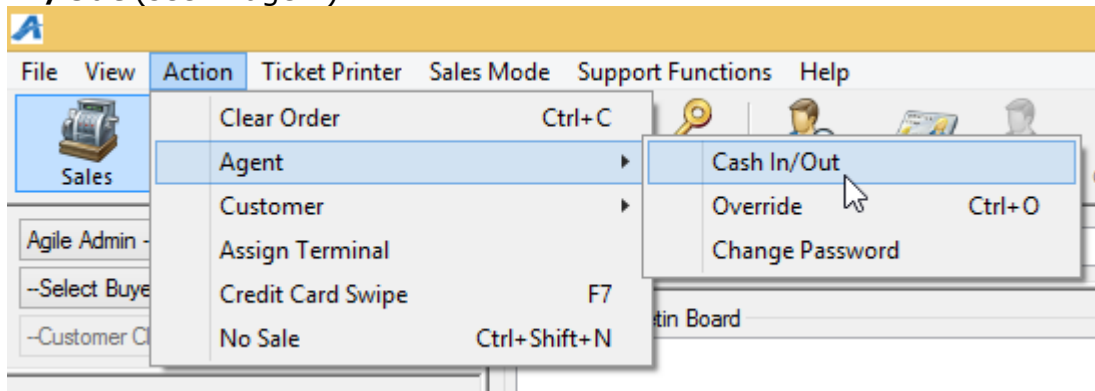 File View Action Ticket Printer Sales Mode Support Functions Help
Clear Order Ctrl+C
Sales
Agent
Cash In/Out
Customer
Override Ctrl+O
Agile Admin -
Assign Terminal
Change Password
--Select Buye
Credit Card Swipe F7
tin Board
--Customer Cl
No Sale Ctrl+Shift+N